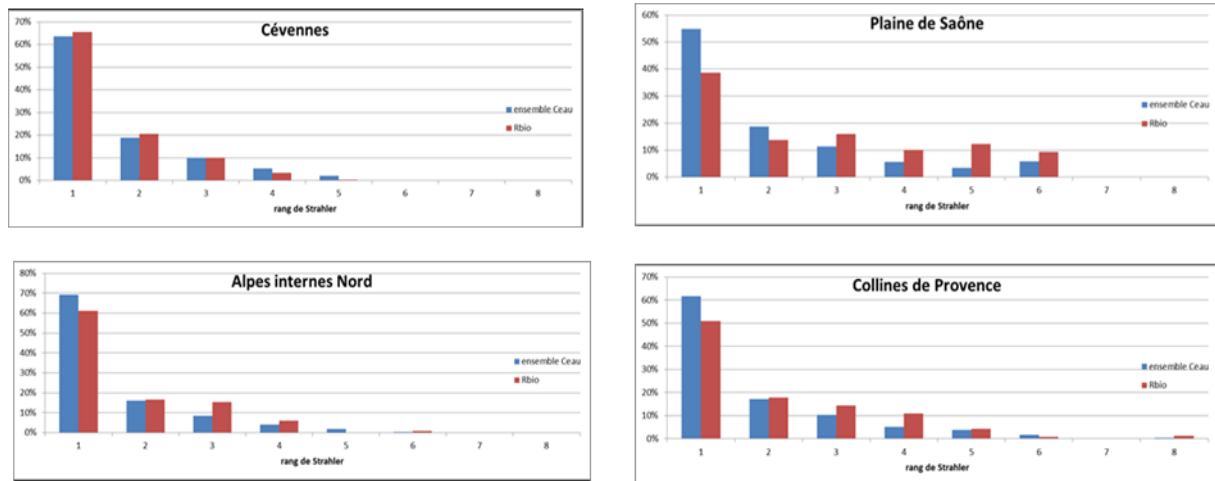 Cévennes
70%
60%
50%
40%
30%
20%
10%
0%
ensemble Ceau
Rbio
1 2 3 4 5 6 7 8
rang de Strahler
Plaine de Saône
60%
50%
40%
30%
20%
10%
0%
ensemble Ceau
Rbio
1 2 3 4 5 6 7 8
rang de Strahler
Alpes internes Nord
80%
70%
60%
50%
40%
30%
20%
10%
0%
ensemble Ceau
Rbio
1 2 3 4 5 6 7 8
rang de Strahler
Collines de Provence
70%
60%
50%
40%
30%
20%
10%
0%
ensemble Ceau
Rbio
1 2 3 4 5 6 7 8
rang de Strahler